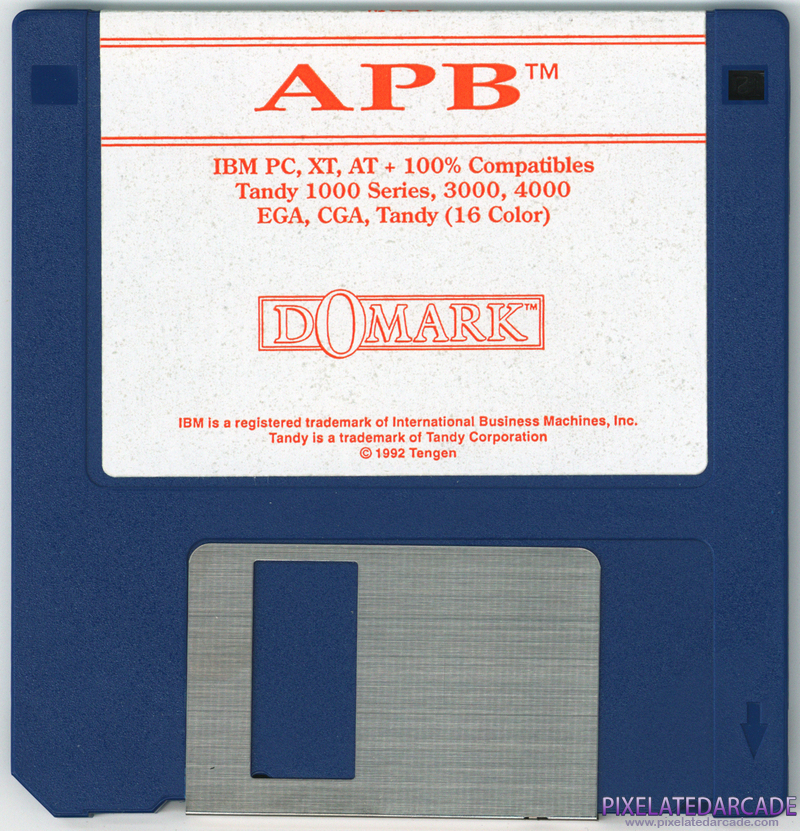 APB™
IBM PC, XT, AT + 100% Compatibles
Tandy 1000 Series, 3000, 4000
EGA, CGA, Tandy (16 Color)
DOMARK™
IBM is a registered trademark of International Business Machines, Inc.
Tandy is a trademark of Tandy Corporation
© 1992 Tengen
PIXELATEDARCADE
www.pixelatedarcade.com